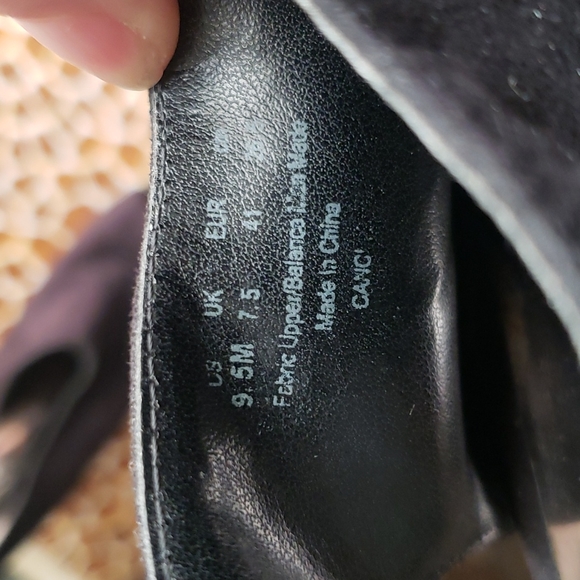 US UK EUR
9.5M 7.5 41
Fabric Upper/Balance Man Made
Made in China